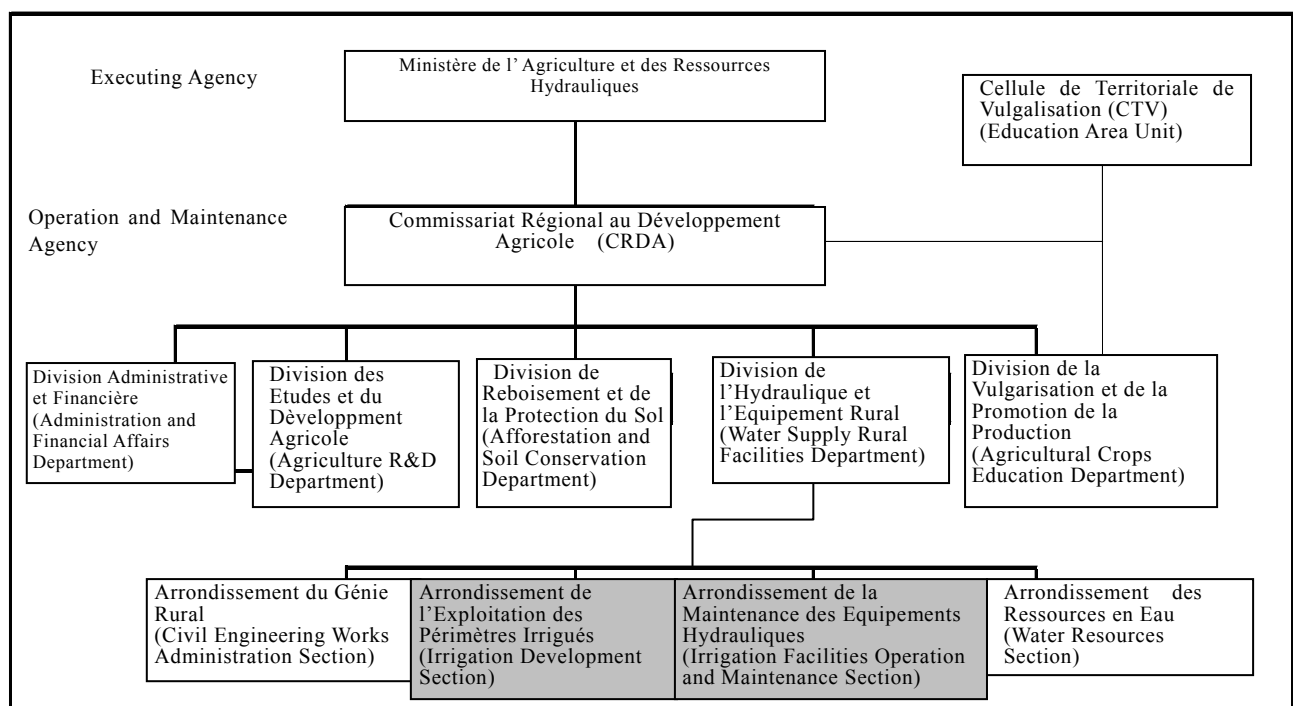 Executing Agency
Ministère de l’Agriculture et des Ressourrces
Hydrauliques
Cellule de Territoriale de
Vulgalisation (CTV)
(Education Area Unit)
Operation and Maintenance
Agency
Commissariat Régional au Développement
Agricole (CRDA)
Division Administrative
et Financière
(Administration and
Financial Affairs
Department)
Division des
Etudes et du
Dèveloppment
Agricole
(Agriculture R&D
Department)
Division de
Reboisement et de
la Protection du Sol
(Afforestation and
Soil Conservation
Department)
Division de
l’Hydraulique et
l’Equipement Rural
(Water Supply Rural
Facilities Department)
Division de la
Vulgarisation et de la
Promotion de la
Production
(Agricultural Crops
Education Department)
Arrondissement du Génie
Rural
(Civil Engineering Works
Administration Section)
Arrondissement de
l’Exploitation des
Périmètres Irrigués
(Irrigation Development
Section)
Arrondissement de la
Maintenance des Equipements
Hydrauliques
(Irrigation Facilities Operation
and Maintenance Section)
Arrondissement des
Ressources en Eau
(Water Resources
Section)